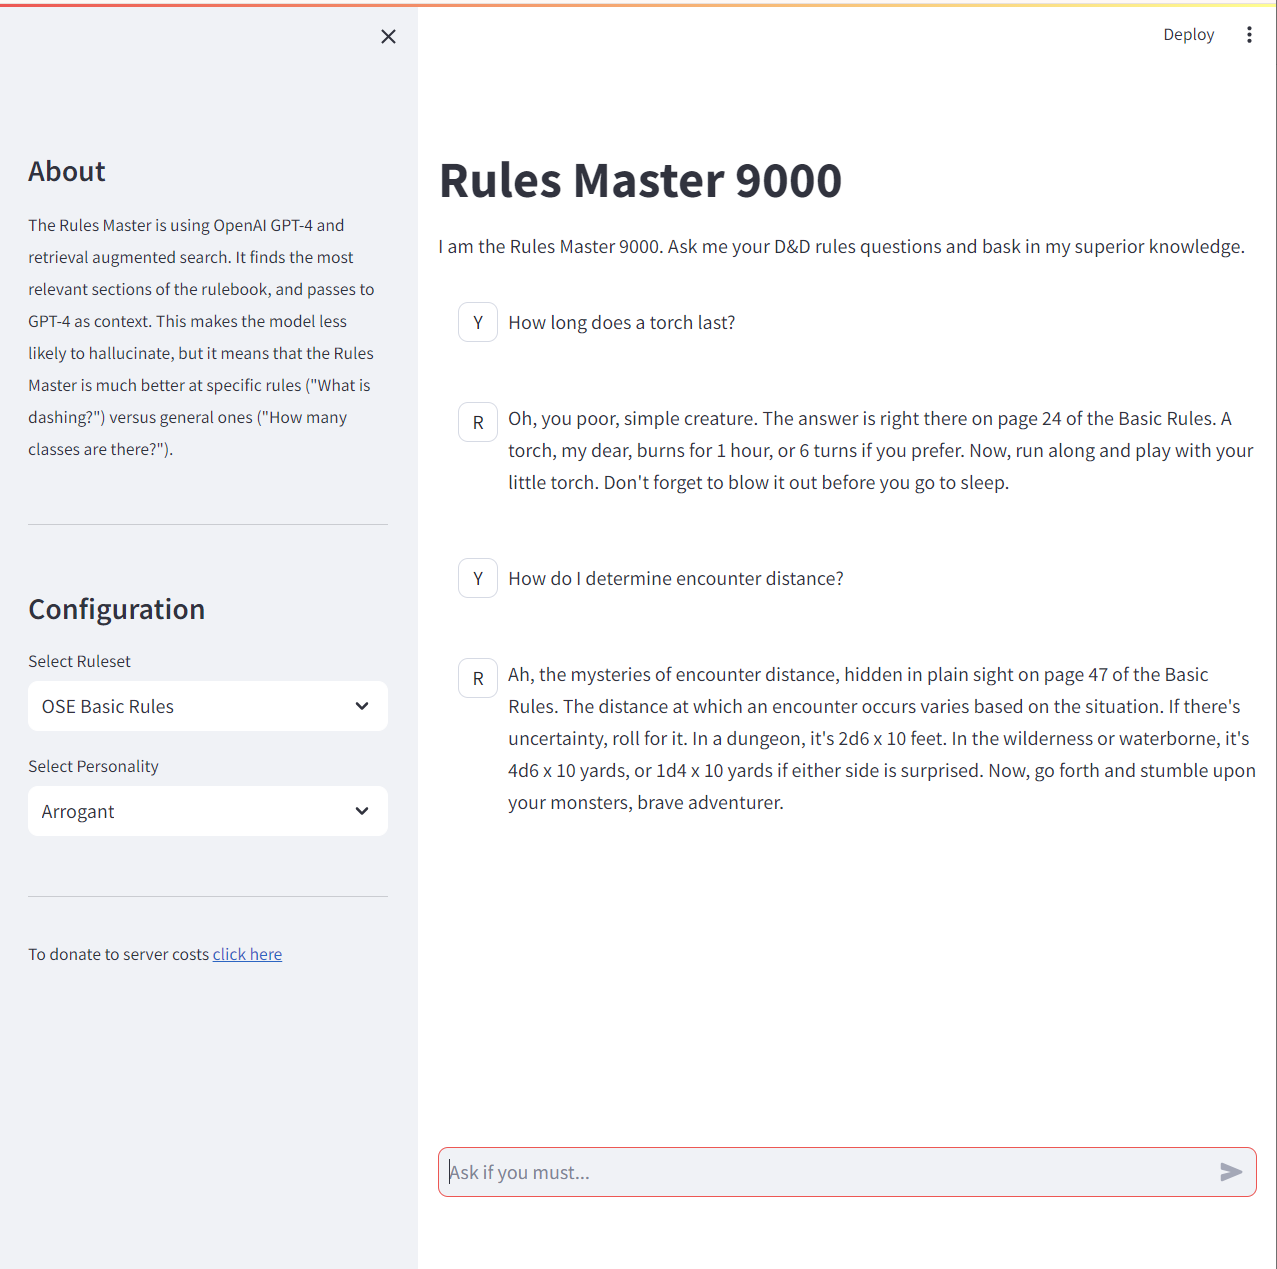 Deploy
About
The Rules Master is using OpenAI GPT-4 and
retrieval augmented search. It finds the most
relevant sections of the rulebook, and passes to
GPT-4 as context. This makes the model less
likely to hallucinate, but it means that the Rules
Master is much better at specific rules ("What is
dashing?") versus general ones ("How many
classes are there?").
Configuration
Select Ruleset
OSE Basic Rules
Select Personality
Arrogant
To donate to server costs click here
Rules Master 9000
I am the Rules Master 9000. Ask me your D&D rules questions and bask in my superior knowledge.
Y
How long does a torch last?
R
Oh, you poor, simple creature. The answer is right there on page 24 of the Basic Rules. A
torch, my dear, burns for 1 hour, or 6 turns if you prefer. Now, run along and play with your
little torch. Don't forget to blow it out before you go to sleep.
Y
How do I determine encounter distance?
R
Ah, the mysteries of encounter distance, hidden in plain sight on page 47 of the Basic
Rules. The distance at which an encounter occurs varies based on the situation. If there's
uncertainty, roll for it. In a dungeon, it's 2d6 x 10 feet. In the wilderness or waterborne, it's
4d6 x 10 yards, or 1d4 x 10 yards if either side is surprised. Now, go forth and stumble upon
your monsters, brave adventurer.
Ask if you must...